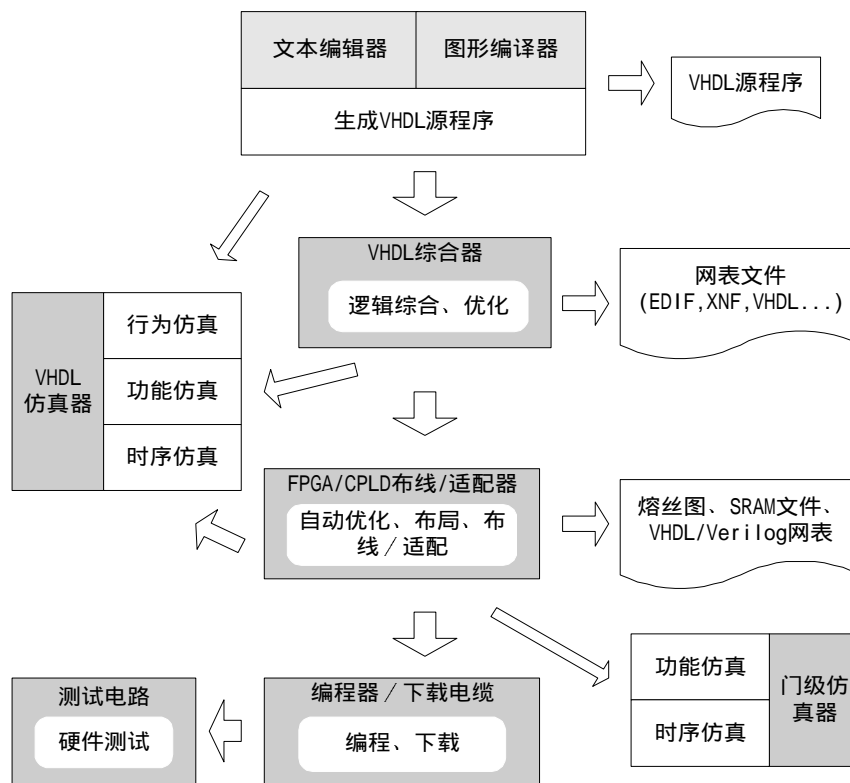 文本编辑器
图形编译器
生成VHDL源程序
VHDL源程序
VHDL综合器
逻辑综合、优化
网表文件
(EDIF,XNF,VHDL...)
VHDL
仿真器
行为仿真
功能仿真
时序仿真
FPGA/CPLD布线/适配器
自动优化、布局、布
线/适配
熔丝图、SRAM文件、
VHDL/Verilog网表
功能仿真
时序仿真
门级仿
真器
测试电路
硬件测试
编程器/下载电缆
编程、下载